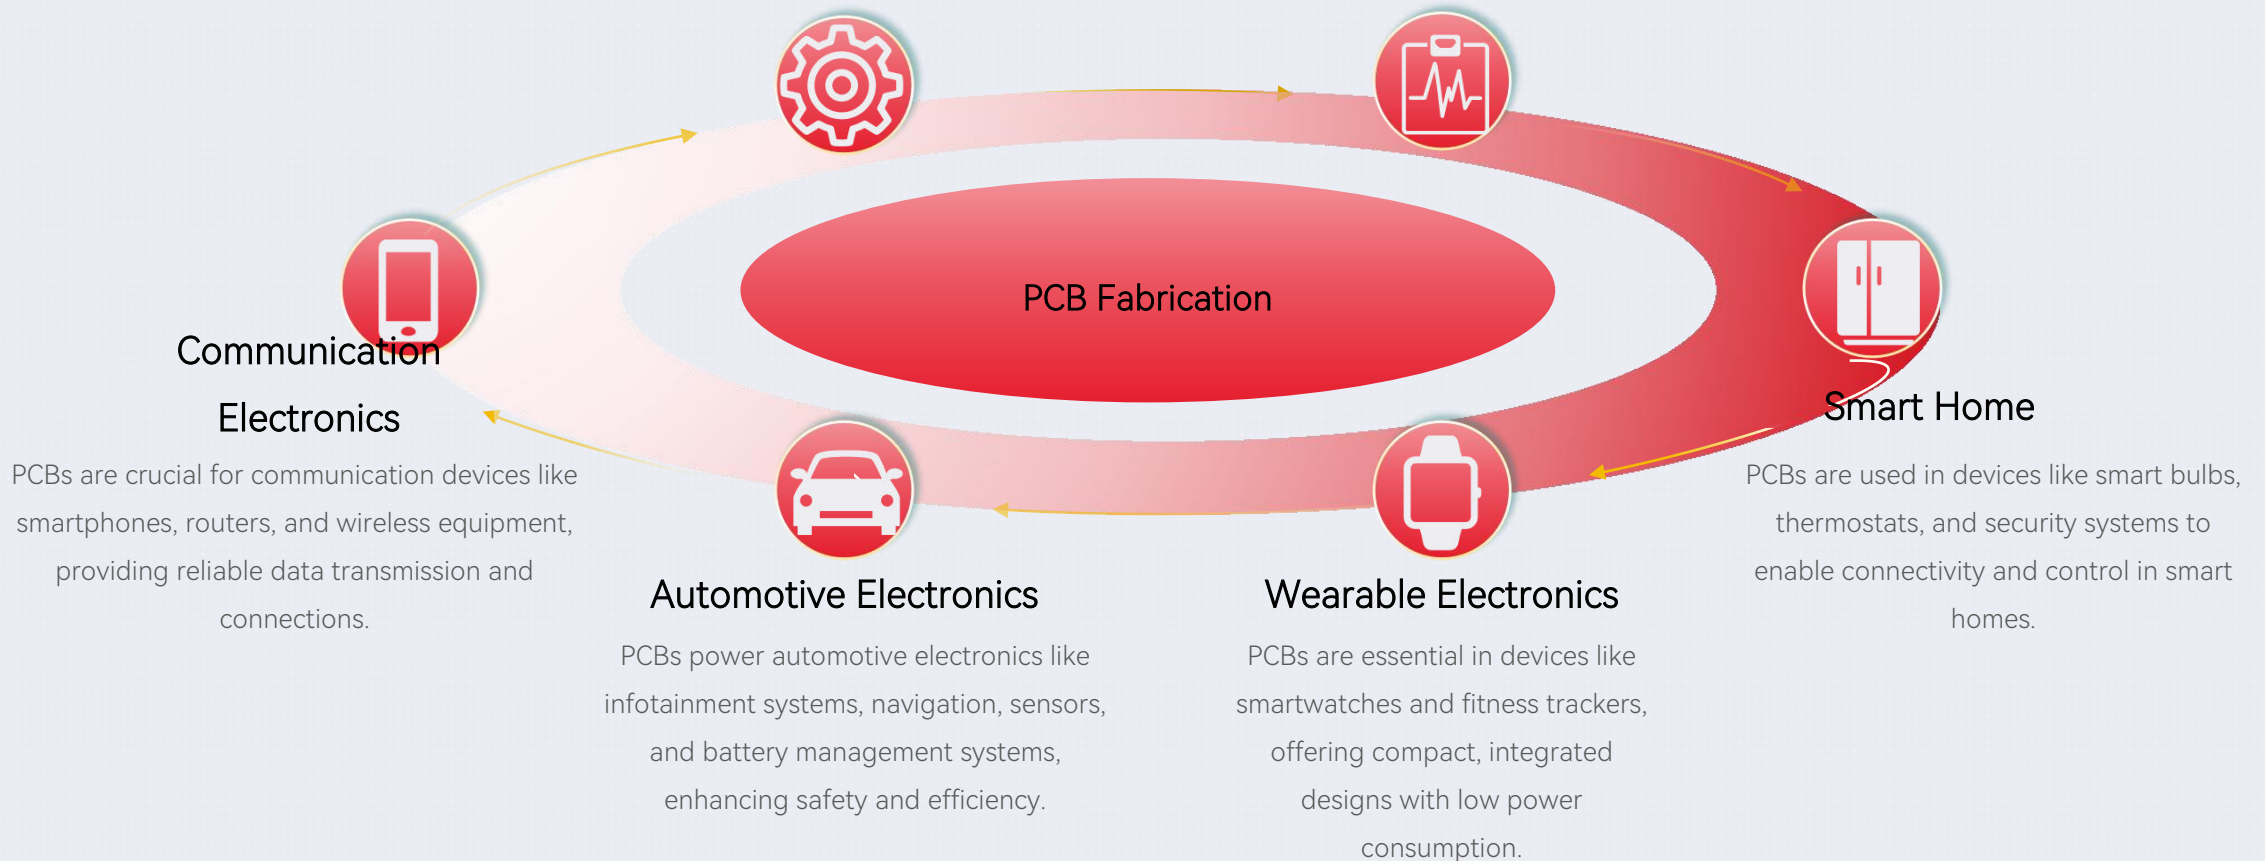 PCB Fabrication
Communication
Electronics
PCBs are crucial for communication devices like
smartphones, routers, and wireless equipment,
providing reliable data transmission and
connections.
Automotive Electronics
PCBs power automotive electronics like
infotainment systems, navigation, sensors,
and battery management systems,
enhancing safety and efficiency.
Wearable Electronics
PCBs are essential in devices like
smartwatches and fitness trackers,
offering compact, integrated
designs with low power
consumption.
Smart Home
PCBs are used in devices like smart bulbs,
thermostats, and security systems to
enable connectivity and control in smart
homes.